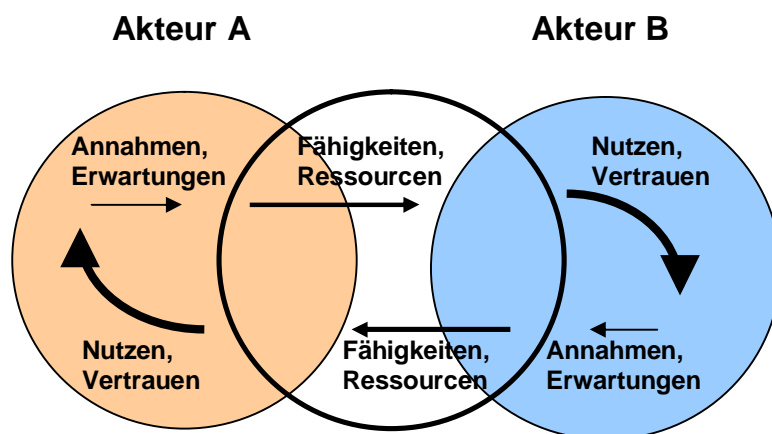 Akteur A
Akteur B
Annahmen,
Erwartungen
Fähigkeiten,
Ressourcen
Nutzen,
Vertrauen
Nutzen,
Vertrauen
Fähigkeiten,
Ressourcen
Annahmen,
Erwartungen